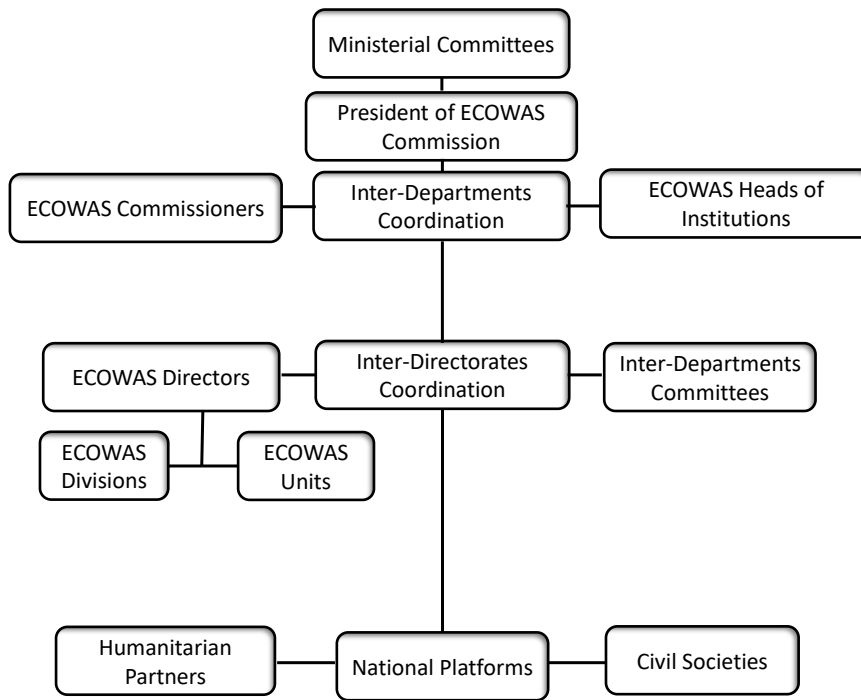 Ministerial Committees
President of ECOWAS
Commission
ECOWAS Commissioners
Inter-Departments
Coordination
ECOWAS Heads of
Institutions
ECOWAS Directors
Inter-Directorates
Coordination
Inter-Departments
Committees
ECOWAS
Divisions
ECOWAS
Units
Humanitarian
Partners
National Platforms
Civil Societies